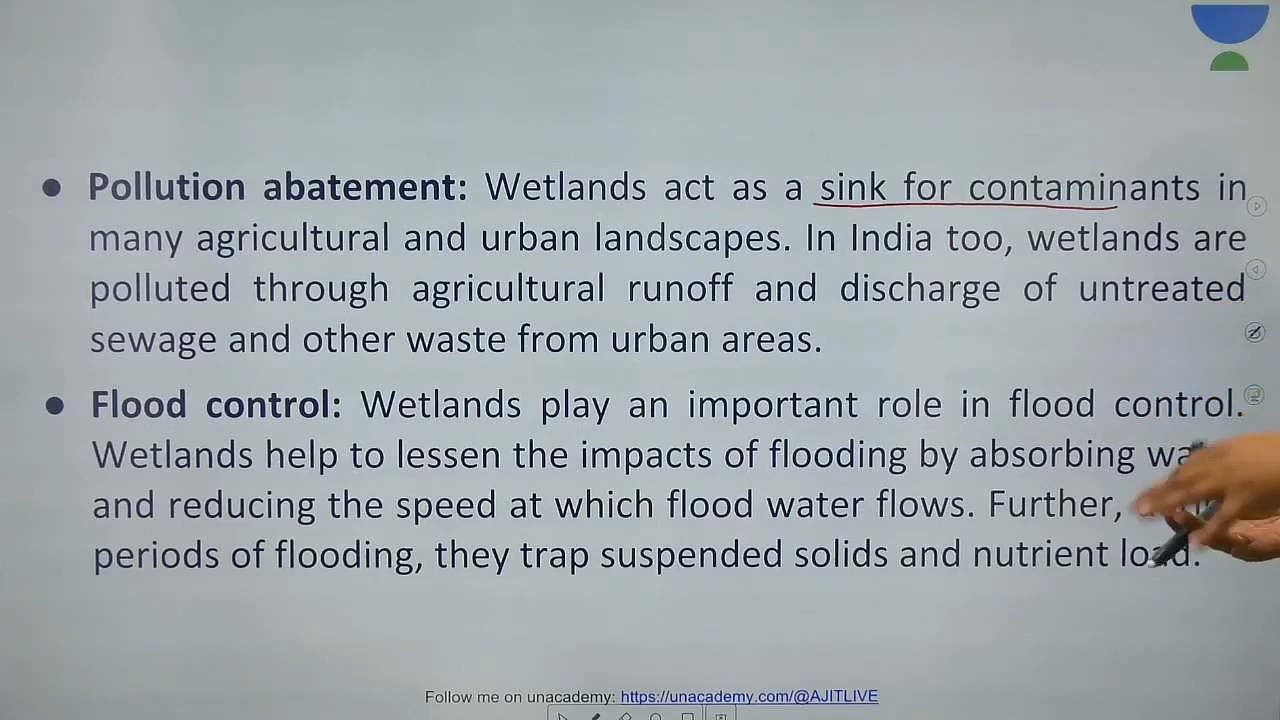 ● Pollution abatement: Wetlands act as a sink for contaminants in
many agricultural and urban landscapes. In India too, wetlands are
polluted through agricultural runoff and discharge of untreated
sewage and other waste from urban areas.
● Flood control: Wetlands play an important role in flood control.
Wetlands help to lessen the impacts of flooding by absorbing
and reducing the speed at which flood water flows. Further,
periods of flooding, they trap suspended solids and nutrient load.
Follow me on unacademy: https://unacademy.com/@AJITLIVE